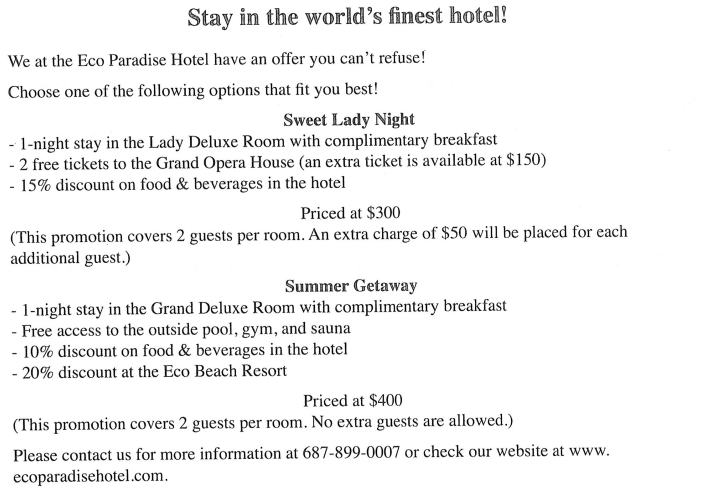 Stay in the world's finest hotel!
We at the Eco Paradise Hotel have an offer you can't refuse!
Choose one of the following options that fit you best!
Sweet Lady Night
- 1-night stay in the Lady Deluxe Room with complimentary breakfast
- 2 free tickets to the Grand Opera House (an extra ticket is available at $150)
- 15% discount on food & beverages in the hotel
Priced at $300
(This promotion covers 2 guests per room. An extra charge of $50 will be placed for each
additional guest.)
Summer Getaway
- 1-night stay in the Grand Deluxe Room with complimentary breakfast
- Free access to the outside pool, gym, and sauna
- 10% discount on food & beverages in the hotel
- 20% discount at the Eco Beach Resort
Priced at $400
(This promotion covers 2 guests per room. No extra guests are allowed.)
Please contact us for more information at 687-899-0007 or check our website at www.
ecoparadisehotel.com.